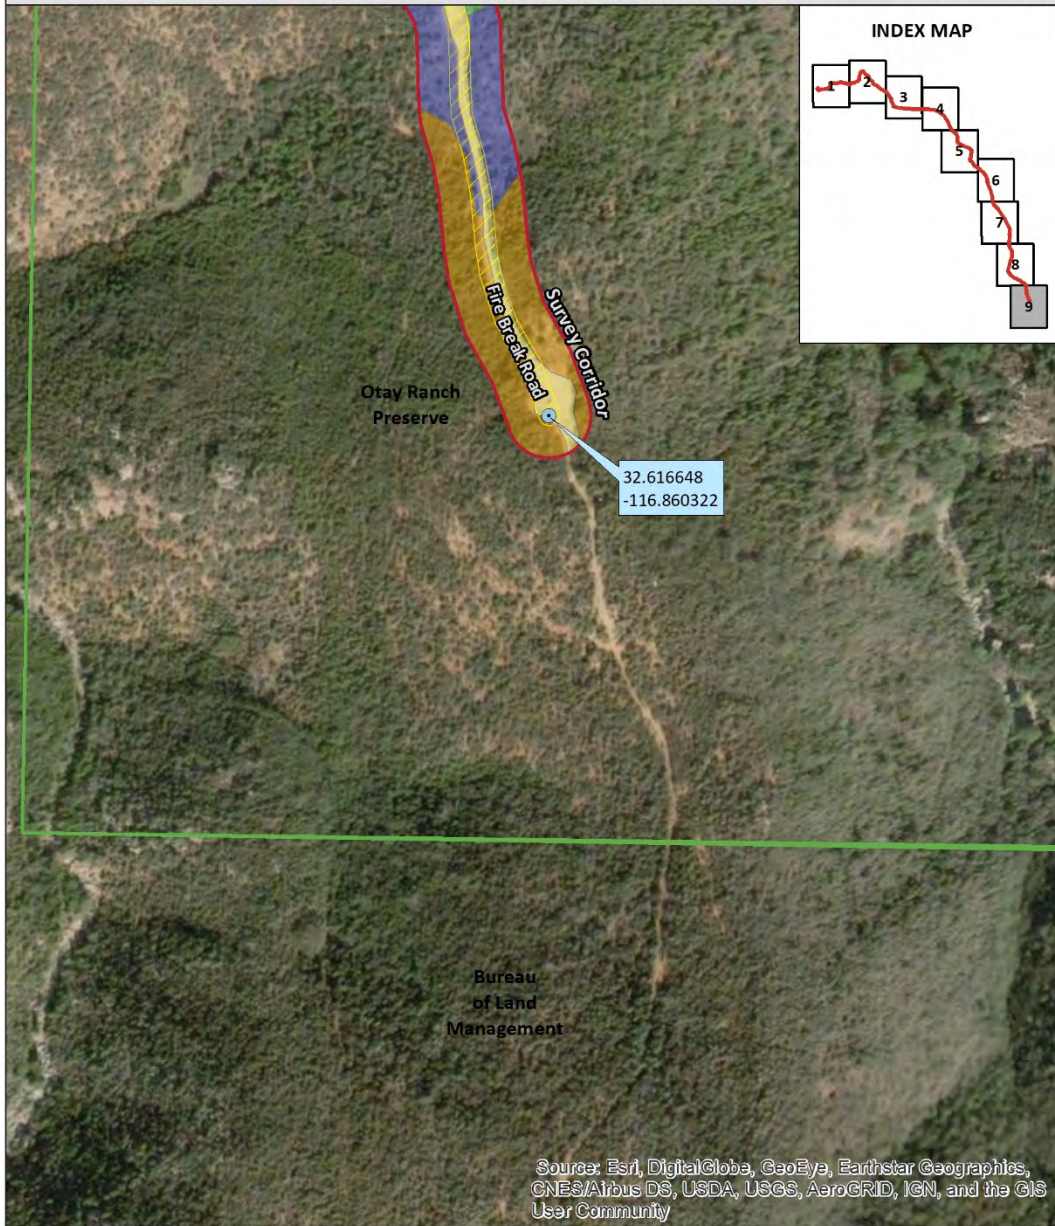 INDEX MAP
1
2
3
4
5
6
7
8
9
Fire Break Road
Survey Corridor
Otay Ranch
Preserve
32.616648
-116.860322
Bureau
of Land
Management
Source: Esri, DigitalGlobe, GeoEye, Earthstar Geographics,
CNES/Airbus DS, USDA, USGS, AeroGRID, IGN, and the GIS
User Community